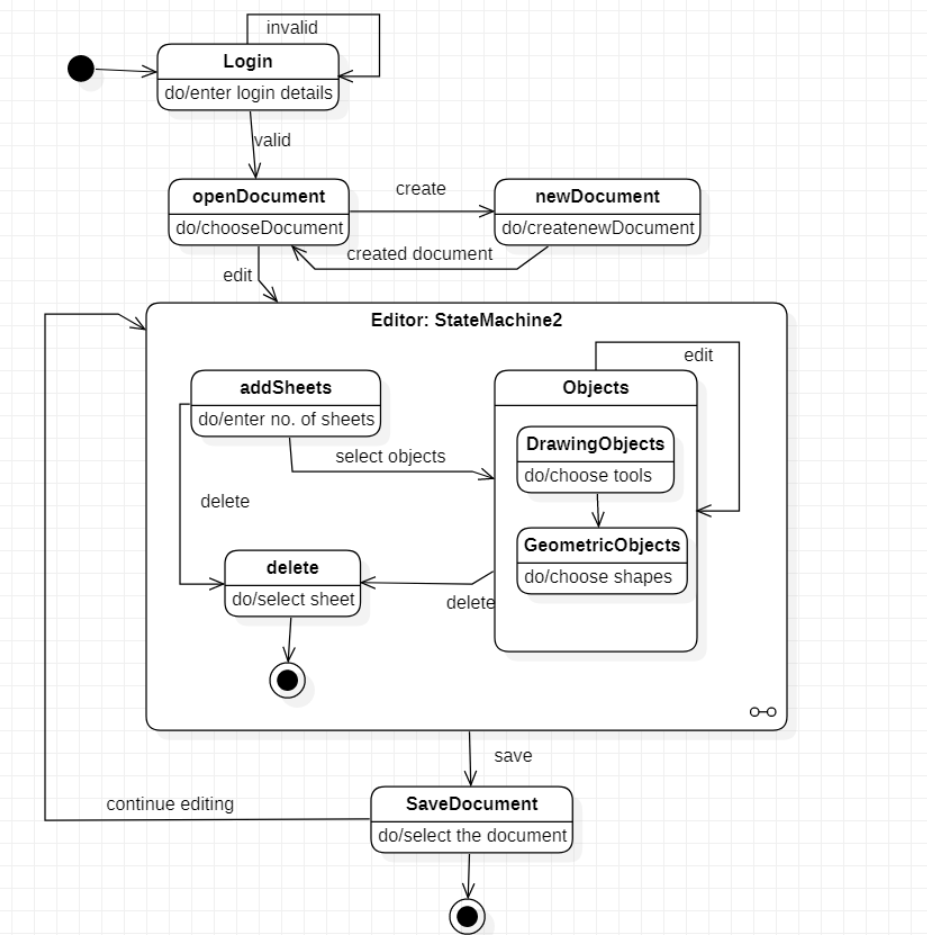 invalid
Login
do/enter login details
valid
openDocument
do/chooseDocument
create
newDocument
do/createnewDocument
created document
edit
Editor: StateMachine2
edit
addSheets
do/enter no. of sheets
Objects
select objects
DrawingObjects
do/choose tools
delete
GeometricObjects
do/choose shapes
delete
do/select sheet
delete
save
SaveDocument
do/select the document
continue editing